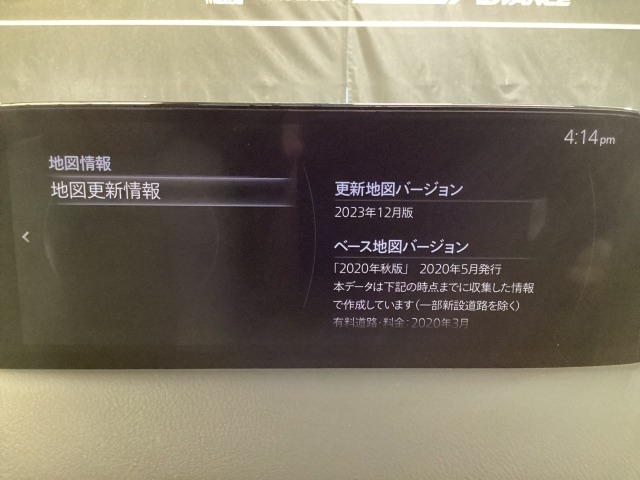 4:14pm
地図情報
地図更新情報
更新地図バージョン
2023年12月版
ベース地図バージョン
「2020年秋版」 2020年5月発行
本データは下記の時点までに収集した情報
で作成しています(一部新設道路を除く)
有料道路・料金:2020年3月